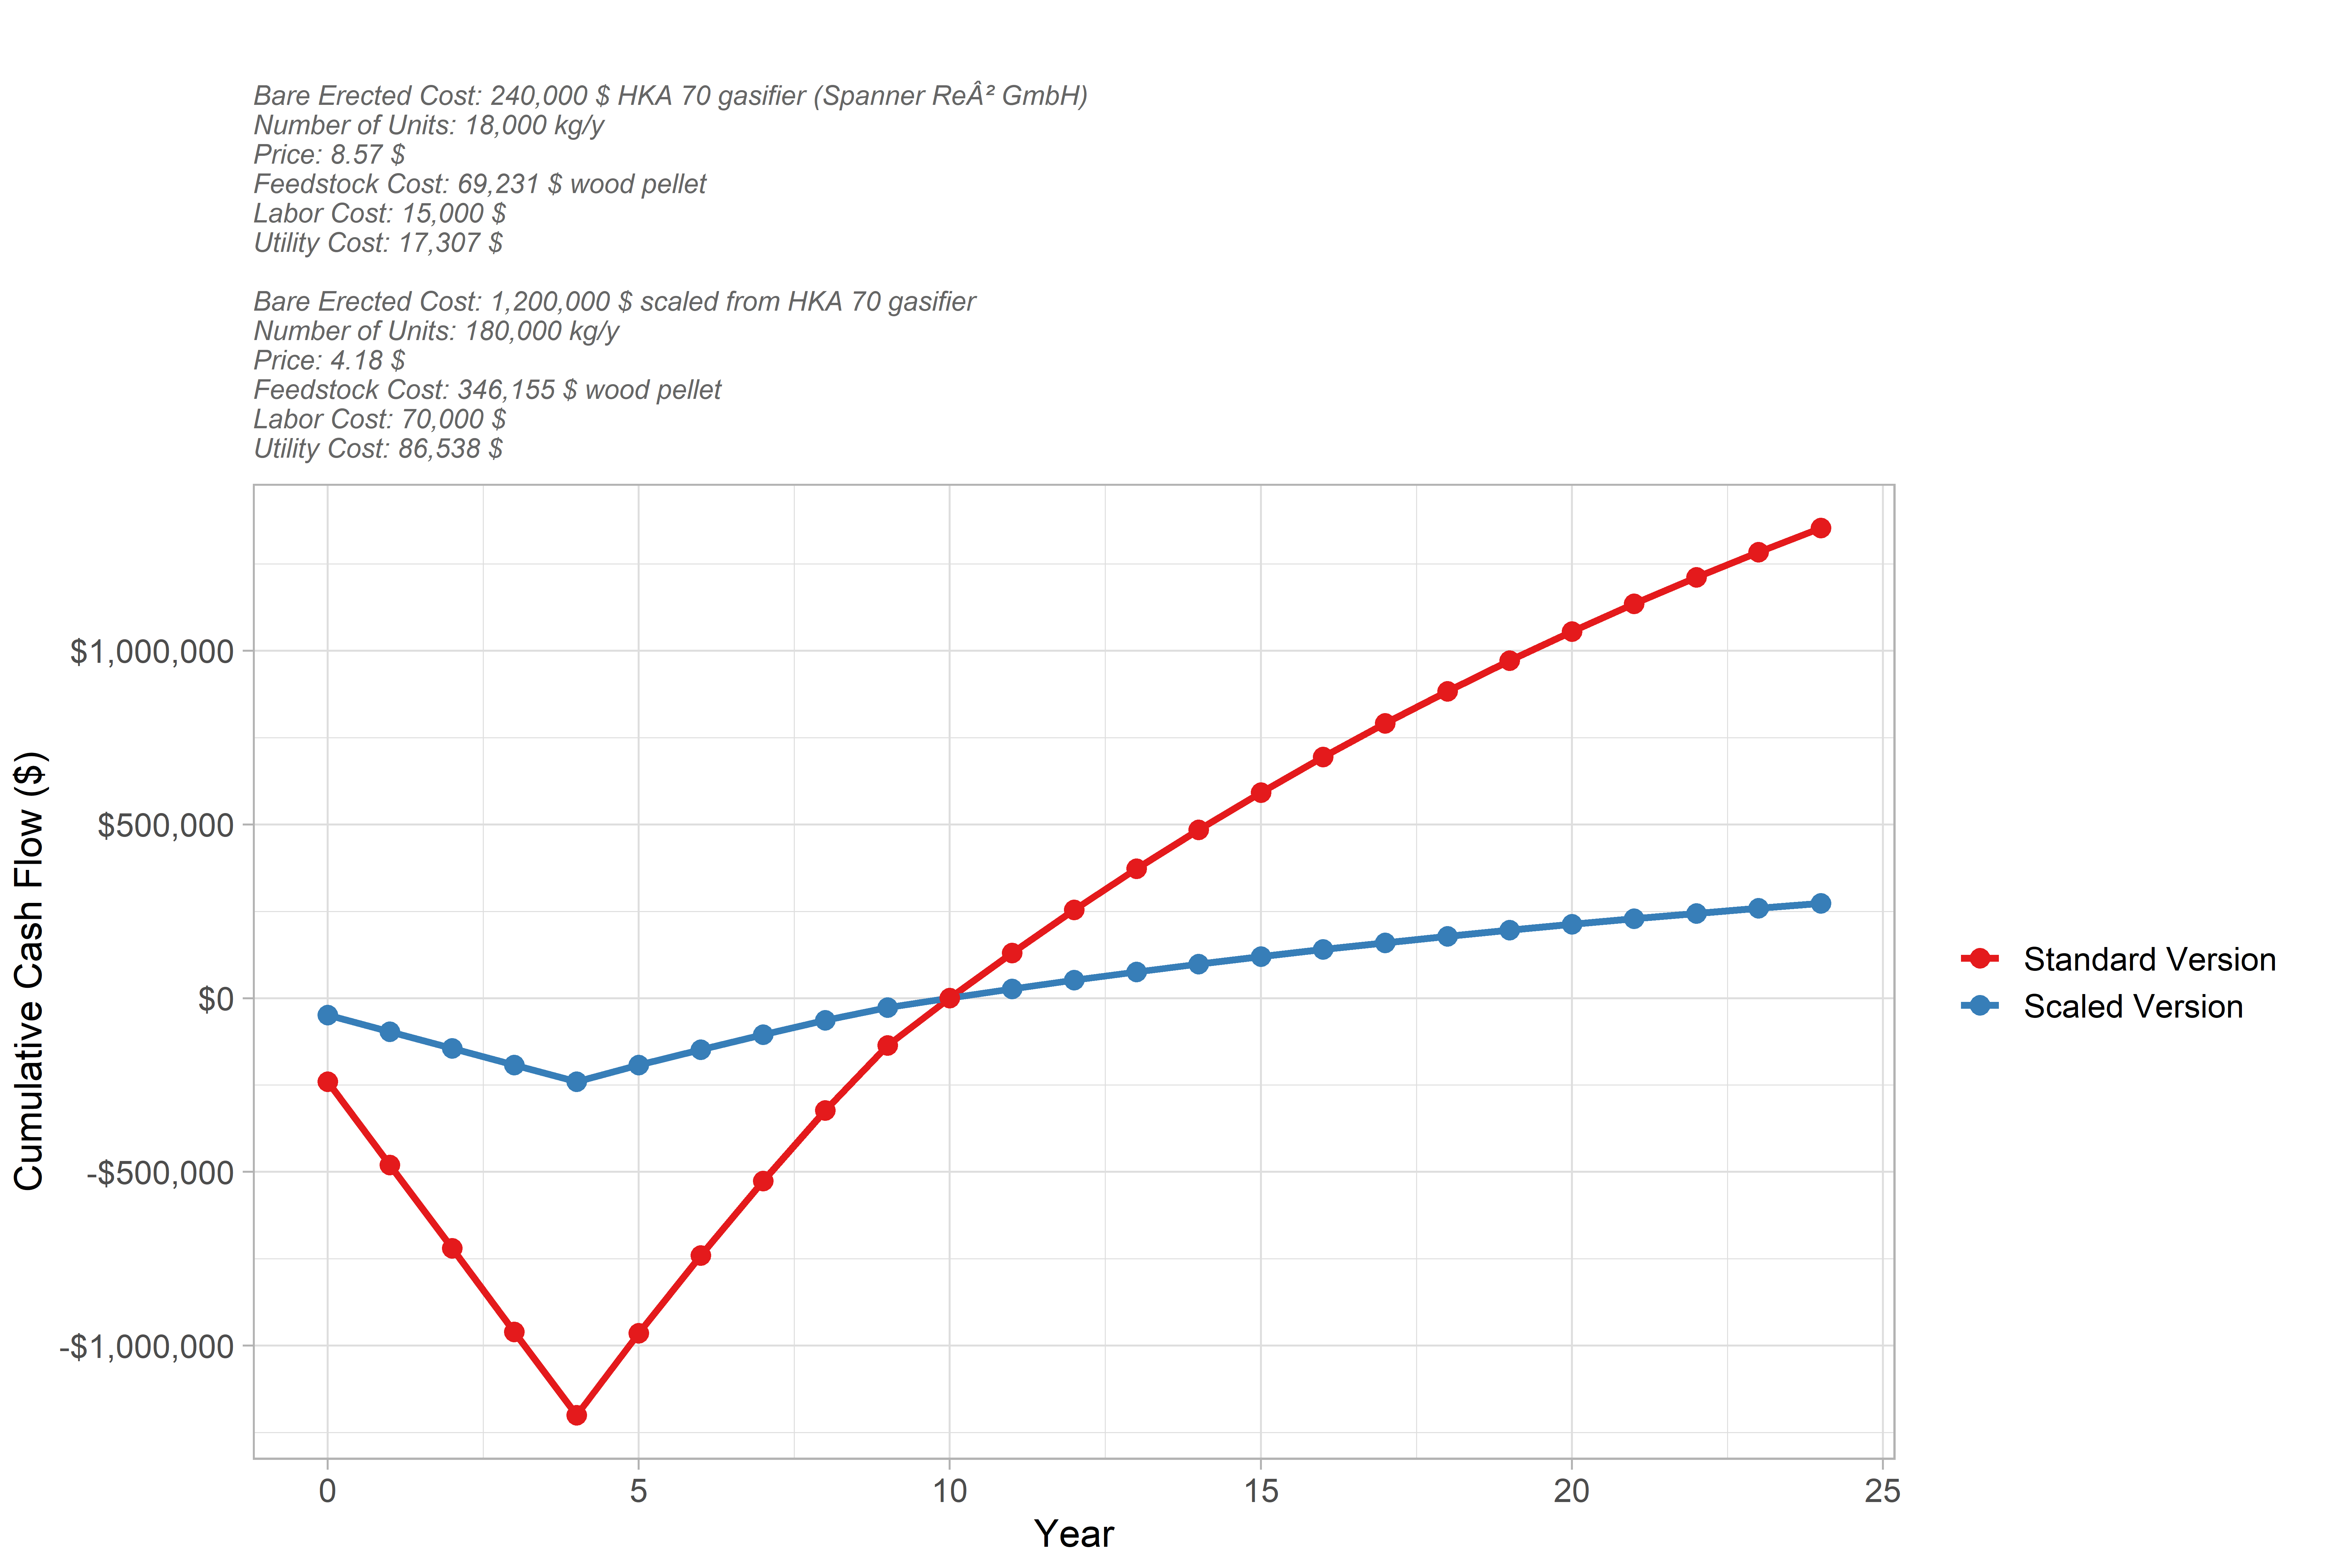 Bare Erected Cost: 240,000 $ HKA 70 gasifier (Spanner ReÂ² GmbH)
Number of Units: 18,000 kg/y
Price: 8.57 $
Feedstock Cost: 69,231 $ wood pellet
Labor Cost: 15,000 $
Utility Cost: 17,307 $
Bare Erected Cost: 1,200,000 $ scaled from HKA 70 gasifier
Number of Units: 180,000 kg/y
Price: 4.18 $
Feedstock Cost: 346,155 $ wood pellet
Labor Cost: 70,000 $
Utility Cost: 86,538 $
Cumulative Cash Flow ($)
$1,000,000
$500,000
$0
-$500,000
-$1,000,000
0 5 10 15 20 25
Year
Standard Version
Scaled Version